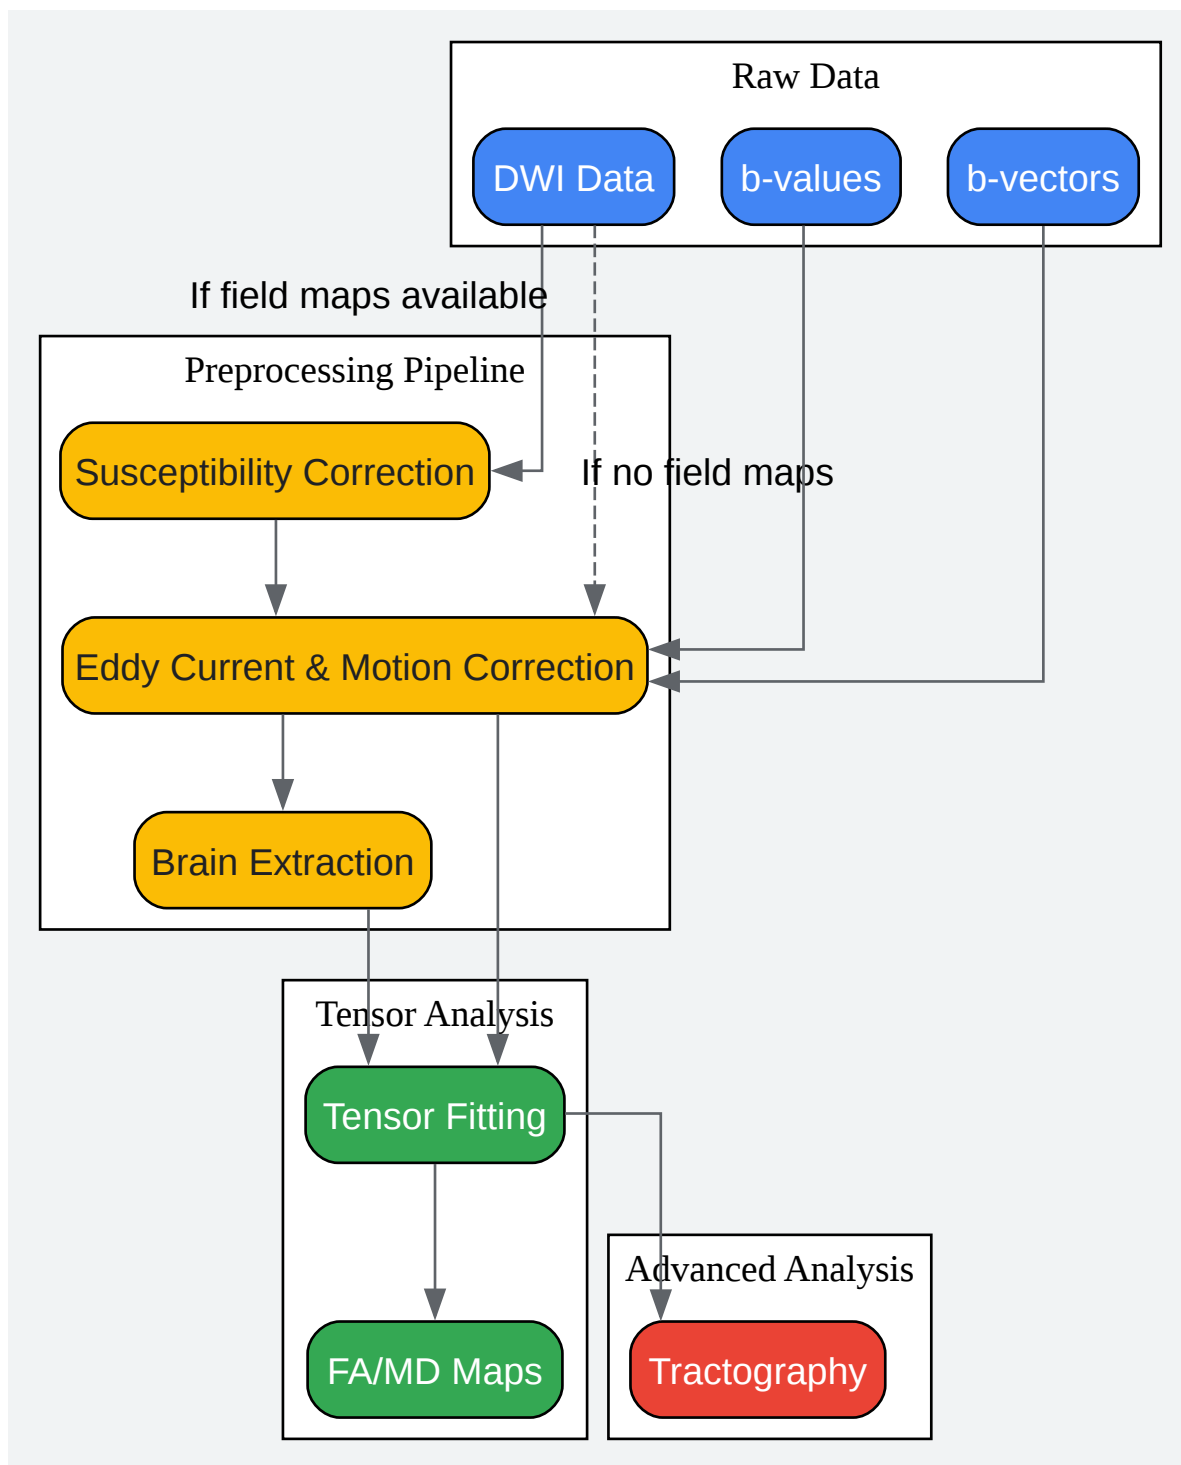 Raw Data
DWI Data
b-values
b-vectors
If field maps available
Preprocessing Pipeline
Susceptibility Correction
If no field maps
Eddy Current & Motion Correction
Brain Extraction
Tensor Analysis
Tensor Fitting
Advanced Analysis
FA/MD Maps
Tractography